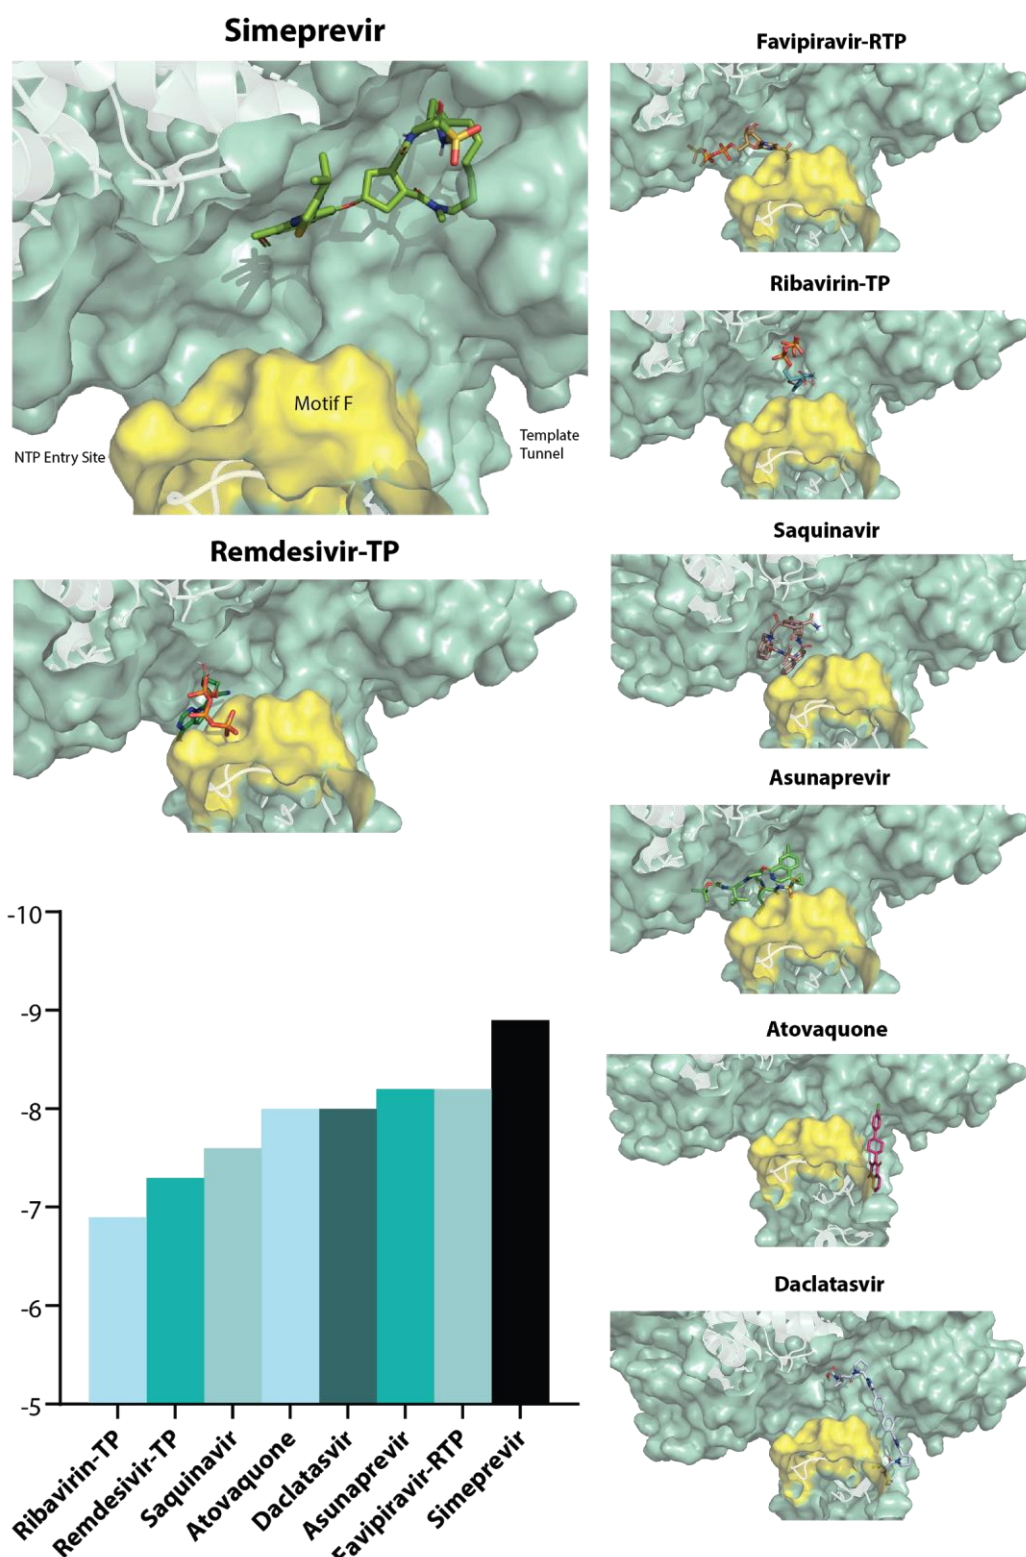 Simeprevir
Motif F
NTP Entry Site
Template
Tunnel
Remdesivir-TP
Favipiravir-RTP
Ribavirin-TP
Saquinavir
Asunaprevir
Atovaquone
Daclatasvir
-10
-9
-8
-7
-6
-5
Ribavirin-TP
Remdesivir-TP
Saquinavir
Atovaquone
Daclatasvir
Asunaprevir
Favipiravir-RTP
Simeprevir